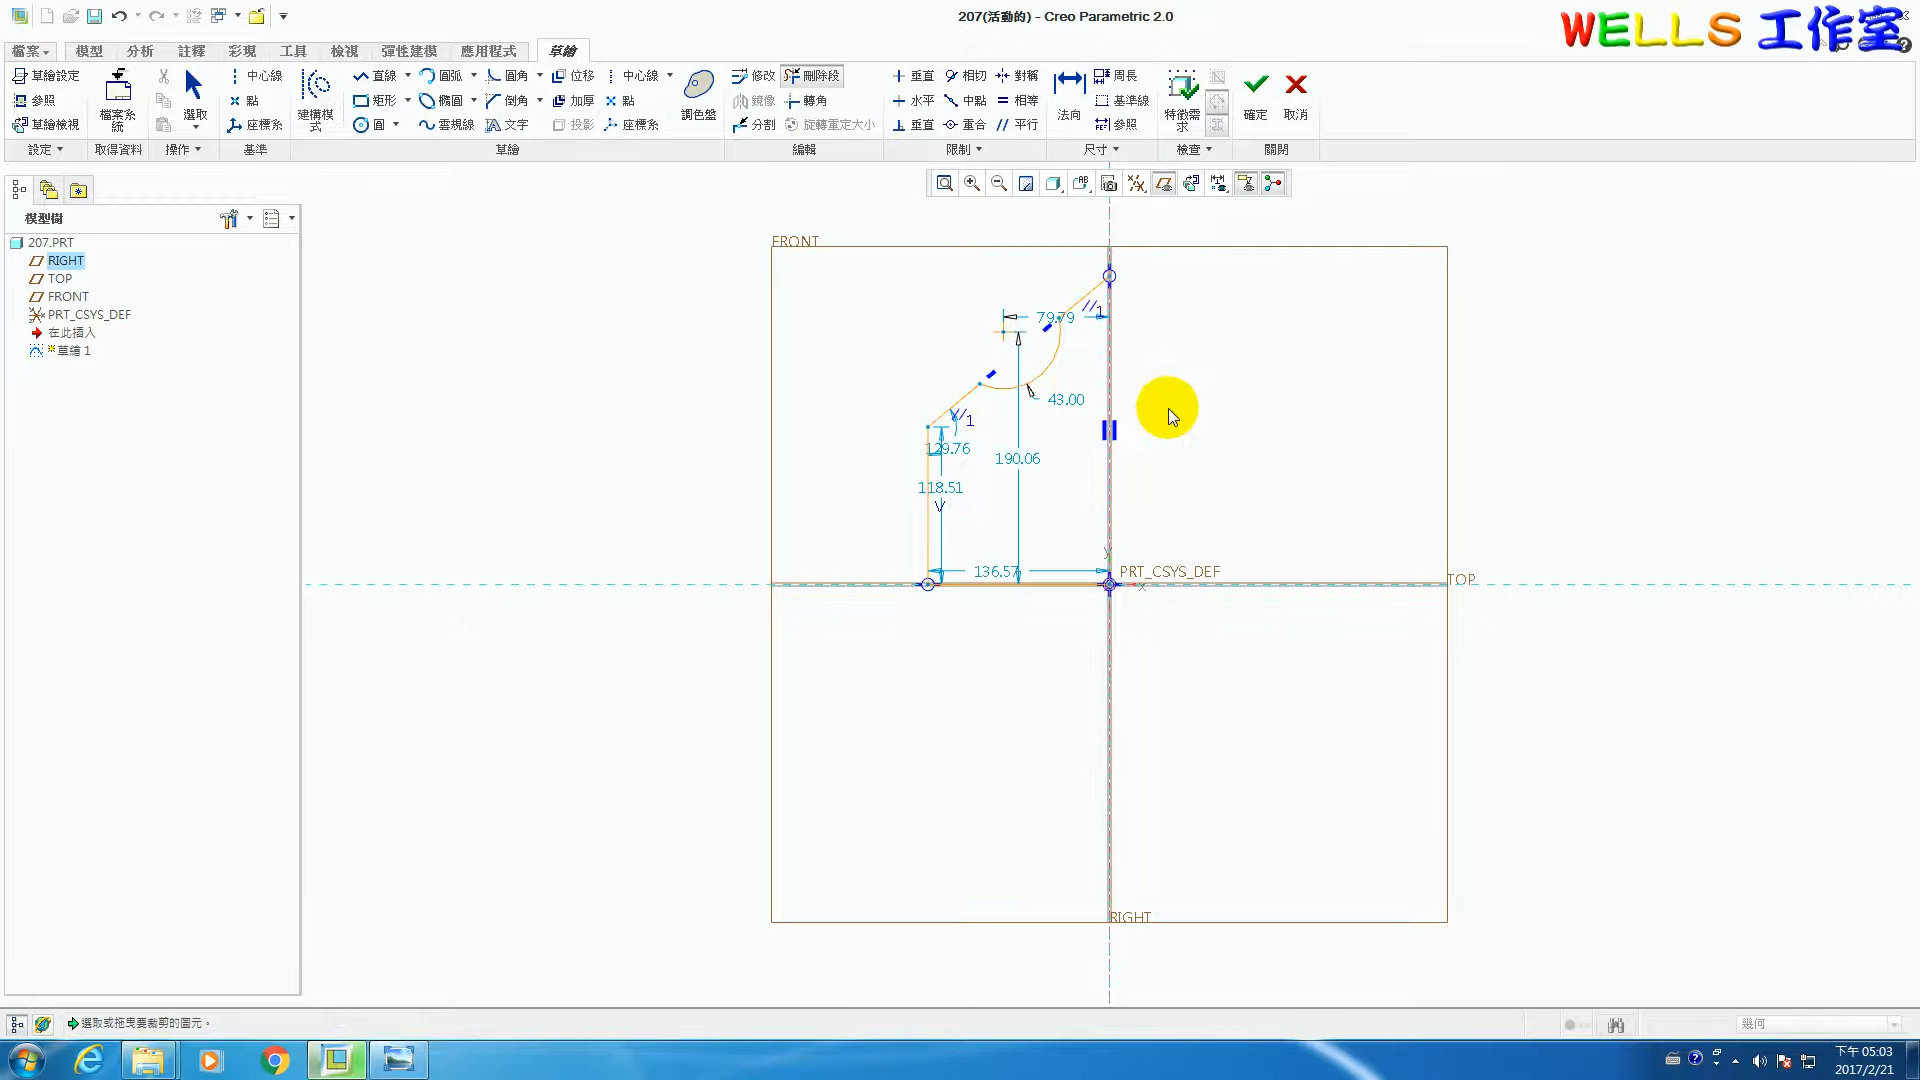 207(活動的) - Creo Parametric 2.0
WELLS 工作室
檔案 模型 分析 註釋 彩現 工具 檢視 彈性建模 應用程式 草繪
草繪設定 中心線 直線 圓弧 圓角 位移 中心線 修改 刪除段 垂直 相切 對稱 周長
參照 點 矩形 橢圓 倒角 加厚 點 鏡像 轉角 水平 中點 相等 基準線
草繪檢視 座標系 圓 雲規線 文字 投影 座標系 分割 旋轉重定大小 垂直 重合 平行 參照
檔案系統 選取 建構模式 調色盤 法向 特徵需求 確定 取消
設定 取得資料 操作 基準 草繪 編輯 限制 尺寸 檢查 關閉
模型樹
207.PRT
RIGHT
TOP
FRONT
PRT_CSYS_DEF
在此插入
草繪 1
FRONT
79.79
//1
43.00
//1
129.76
190.06
118.51
V
136.57
y
PRT_CSYS_DEF
x
TOP
RIGHT
選取或拖曳要裁剪的圖元。
幾何
下午 05:03
2017/2/21